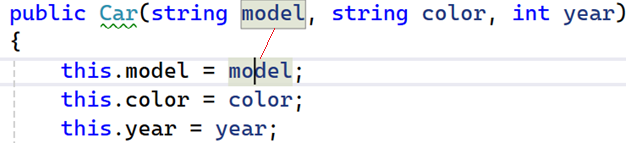 public Car(string model, string color, int year)
{
this.model = model;
this.color = color;
this.year = year;